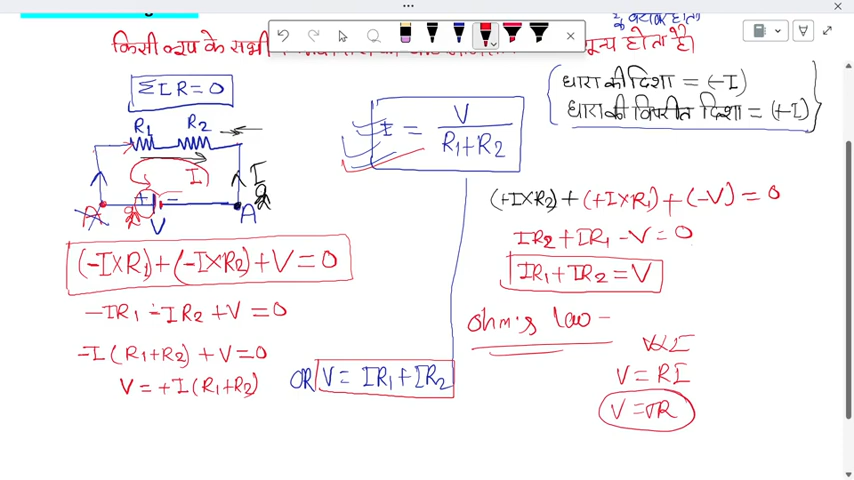 किसी लूप के सभी
शून्य होता है।
ΣIR=0
धारा की दिशा = (-I)
धारा की विपरीत दिशा = (+I)
R1 R2
I = V / R1+R2
I
I
A + - A
V
(+I×R2) + (+I×R1) + (-V) = 0
IR2 + IR1 - V = 0
(-I×R1) + (-I×R2) + V = 0
IR1 + IR2 = V
-IR1 - IR2 + V = 0
ohm's law -
V∝I
-I(R1+R2) + V = 0
V = RI
V = +I(R1+R2)
OR V = IR1+IR2
V = IR